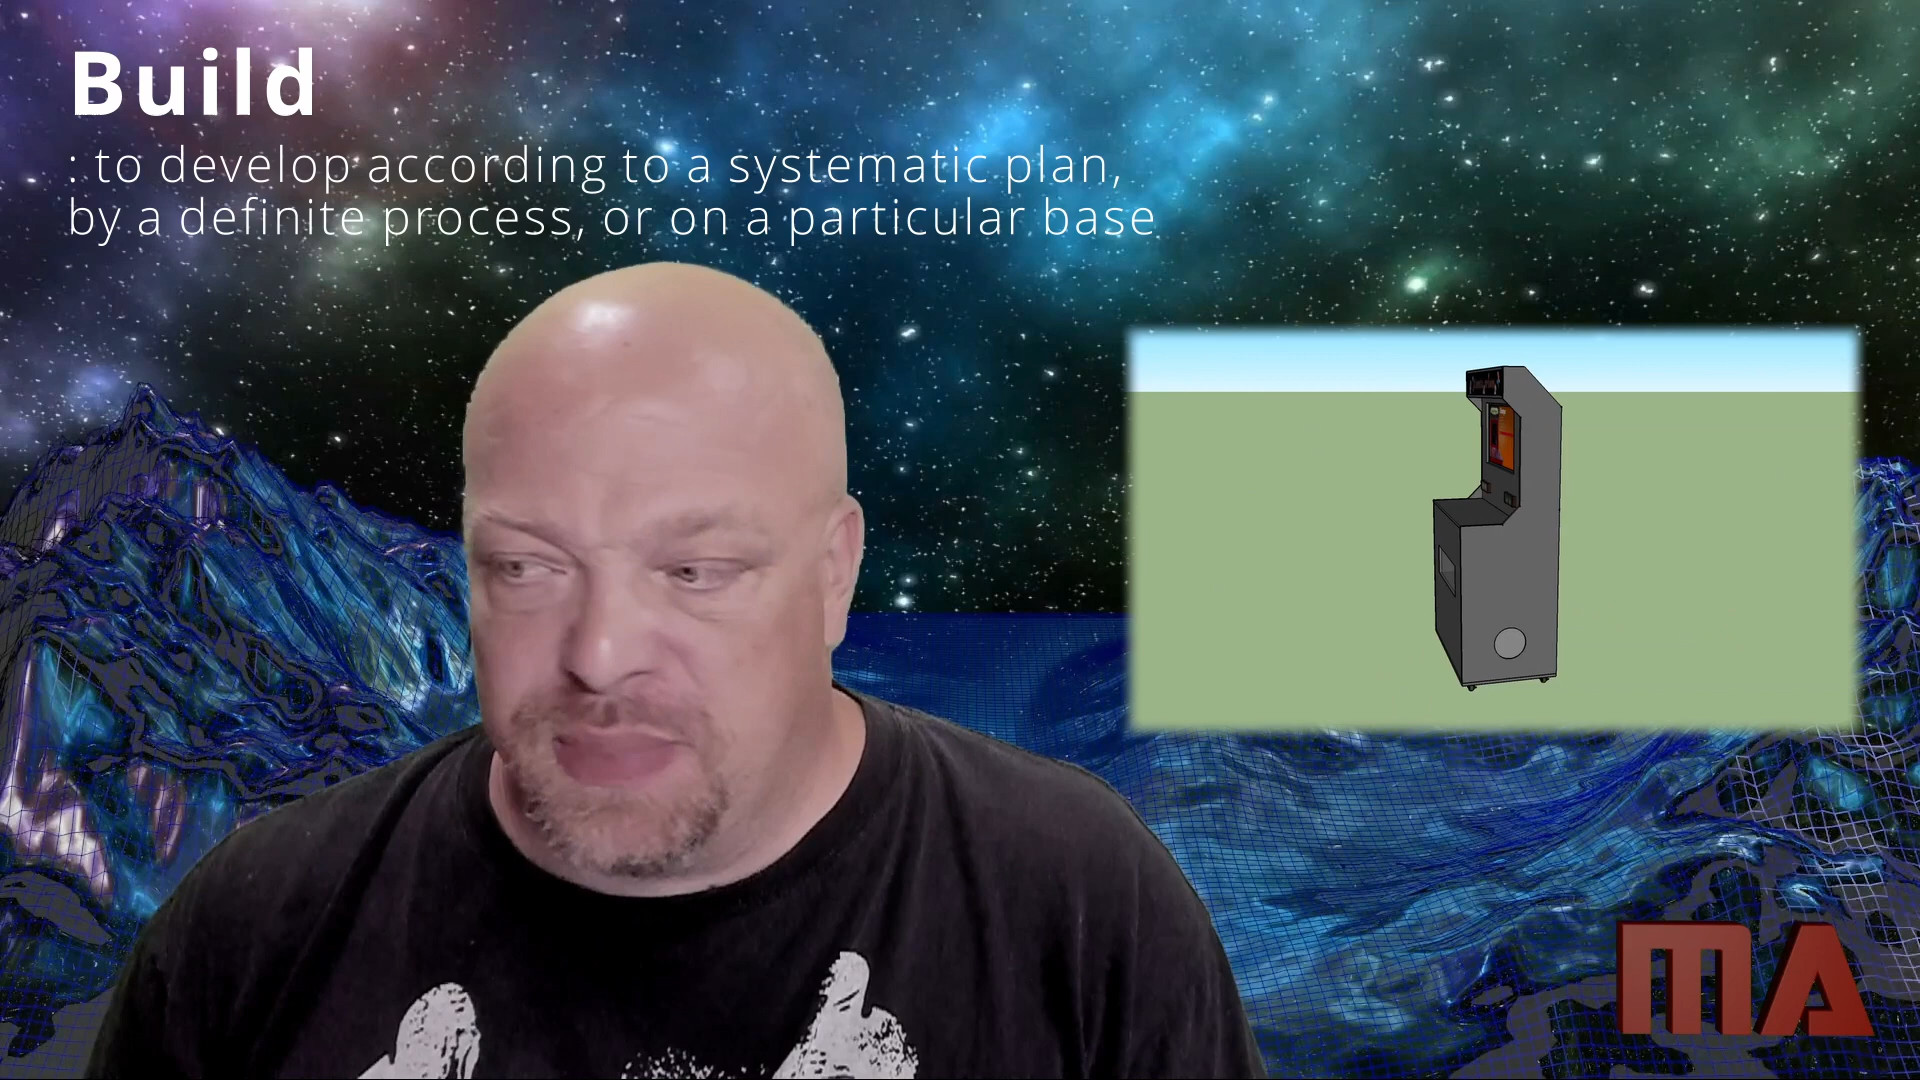 Build
: to develop according to a systematic plan,
by a definite process, or on a particular base
MA